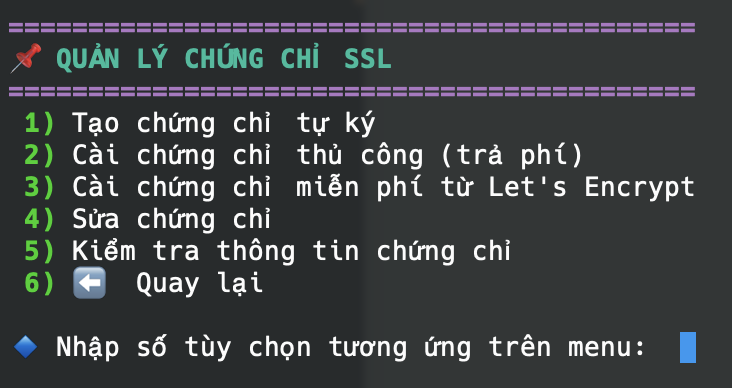 ===========================================
📌 QUẢN LÝ CHỨNG CHỈ SSL
===========================================
1) Tạo chứng chỉ tự ký
2) Cài chứng chỉ thủ công (trả phí)
3) Cài chứng chỉ miễn phí từ Let's Encrypt
4) Sửa chứng chỉ
5) Kiểm tra thông tin chứng chỉ
6) ⬅️ Quay lại
🔹 Nhập số tùy chọn tương ứng trên menu: